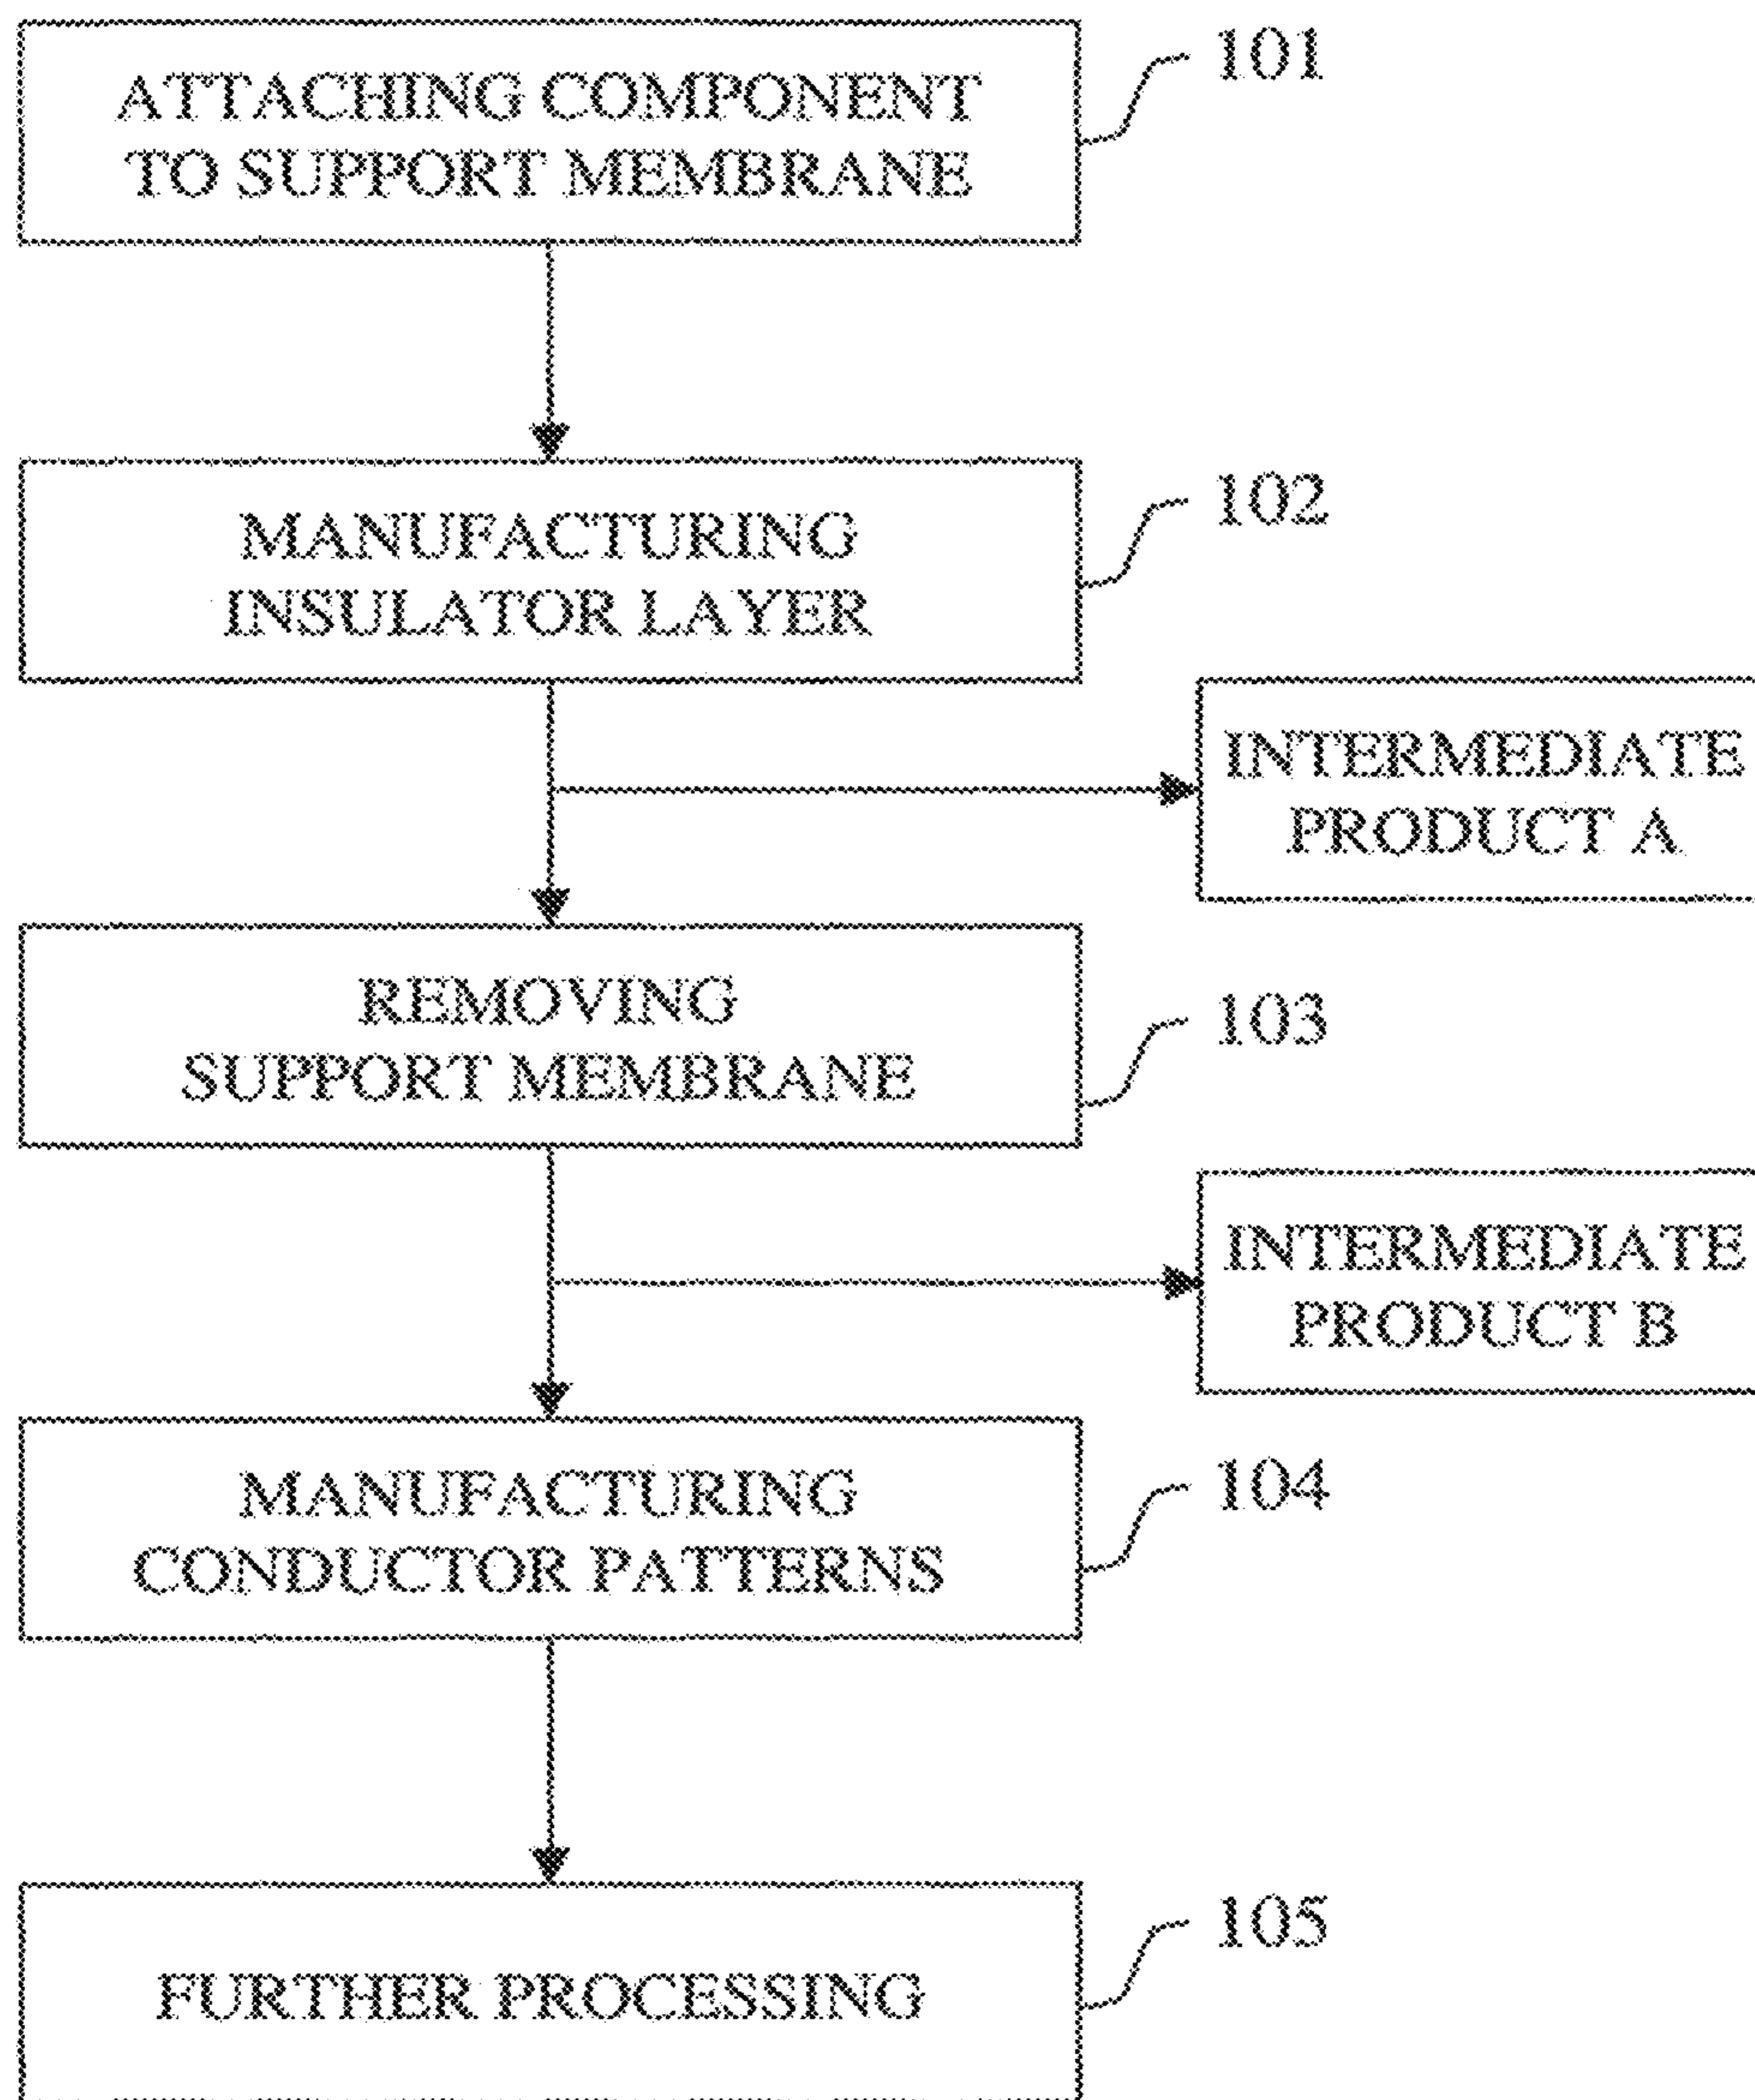 ATTACHING COMPONENT
TO SUPPORT MEMBRANE
101
MANUFACTURING
INSULATOR LAYER
102
INTERMEDIATE
PRODUCT A
REMOVING
SUPPORT MEMBRANE
103
INTERMEDIATE
PRODUCT B
MANUFACTURING
CONDUCTOR PATTERNS
104
FURTHER PROCESSING
105